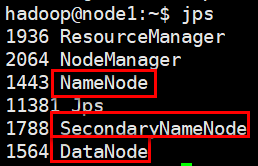 hadoop@node1:~$ jps
1936 ResourceManager
2064 NodeManager
1443 NameNode
11381 Jps
1788 SecondaryNameNode
1564 DataNode